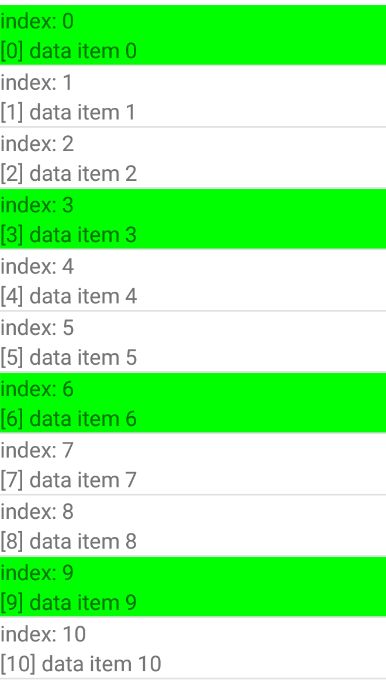 index: 0
[0] data item 0
index: 1
[1] data item 1
index: 2
[2] data item 2
index: 3
[3] data item 3
index: 4
[4] data item 4
index: 5
[5] data item 5
index: 6
[6] data item 6
index: 7
[7] data item 7
index: 8
[8] data item 8
index: 9
[9] data item 9
index: 10
[10] data item 10